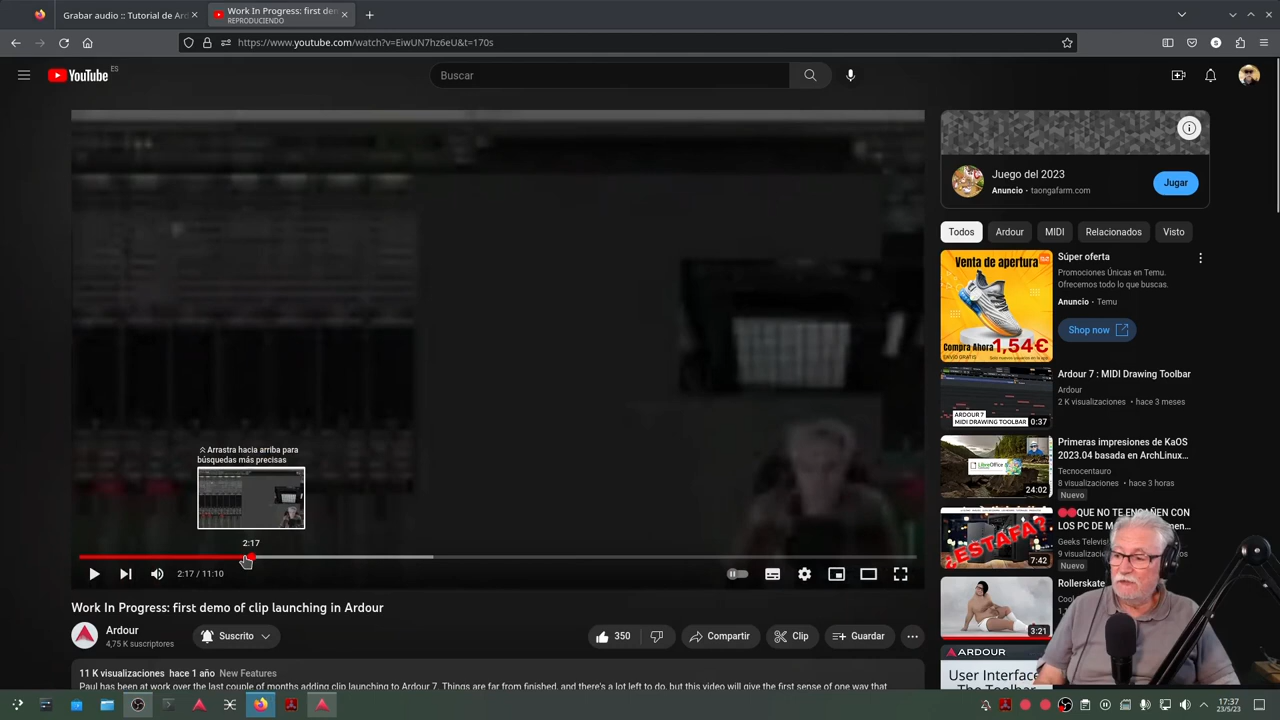 Grabar audio : Tutorial de Ard
Work In Progress: first den
REPRODUCIENDO
https://www.youtube.com/watch?v=EiwUN7hz6eU&t=170s
YouTube ES
Buscar
Juego del 2023
Anuncio • taongafarm.com
Jugar
Todos
Ardour
MIDI
Relacionados
Visto
Venta de apertura
Compra Ahora 1,54€
ENVÍO GRATIS
Súper oferta
Promociones Únicas en Temu.
Ofrecemos todo lo que buscas.
Anuncio • Temu
Shop now
ARDOUR 7
MIDI DRAWING TOOLBAR
0:37
Ardour 7 : MIDI Drawing Toolbar
Ardour
2 K visualizaciones • hace 3 meses
LibreOffice
24:02
Primeras impresiones de KaOS
2023.04 basada en ArchLinux…
Tecnocentauro
8 visualizaciones • hace 3 horas
Nuevo
¿ESTAFA?
7:42
QUE NO TE ENGAÑEN CON
LOS PC DE M
Geeks Televisi
9 visualizacio
Nuevo
3:21
Rollerskate
ARDOUR
User Interface
The Toolbar
Arrastra hacia arriba para
búsquedas más precisas
2:17
2:17 / 11:10
Work In Progress: first demo of clip launching in Ardour
Ardour
4,75 K suscriptores
Suscrito
350
Compartir
Clip
Guardar
11 K visualizaciones hace 1 año New Features
Paul has been at work over the last couple of months adding clip launching to Ardour 7. Things are far from finished, and there's a lot left to do, but this video will give the first sense of one way that
17:37
23/5/23